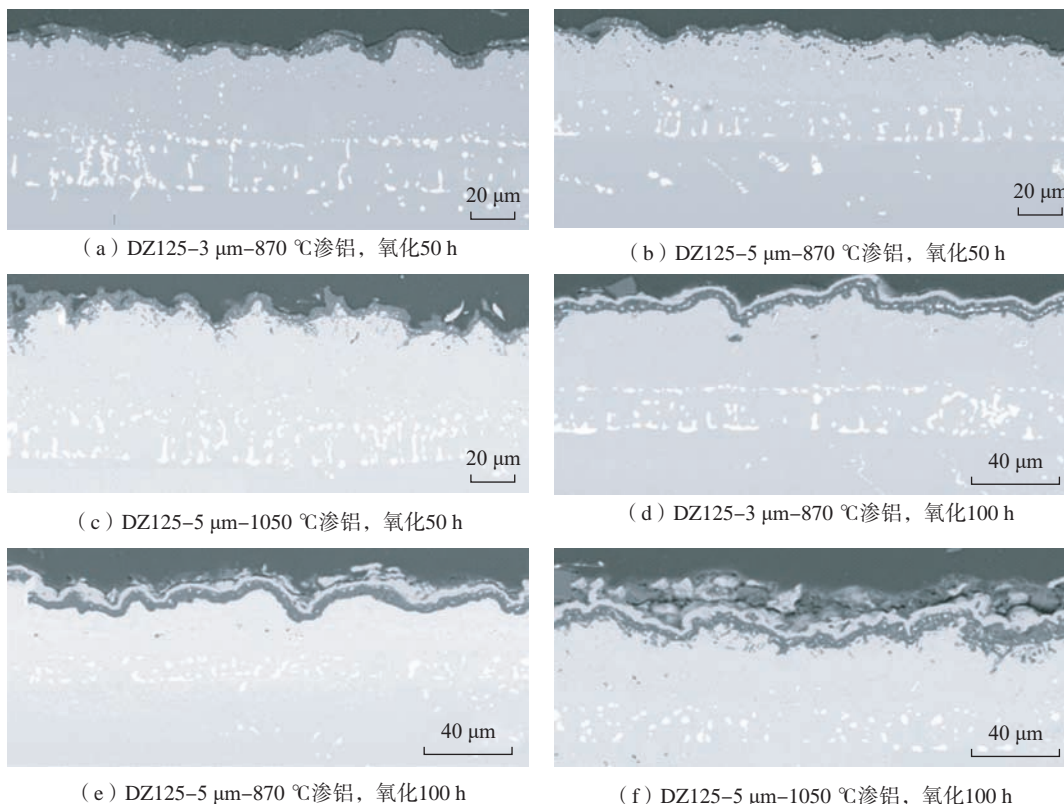 20 μm
20 μm
（a）DZ125–3 μm–870 ℃渗铝，氧化50 h
（b）DZ125–5 μm–870 ℃渗铝，氧化50 h
20 μm
40 μm
（c）DZ125–5 μm–1050 ℃渗铝，氧化50 h
（d）DZ125–3 μm–870 ℃渗铝，氧化100 h
40 μm
40 μm
（e）DZ125–5 μm–870 ℃渗铝，氧化100 h
（f）DZ125–5 μm–1050 ℃渗铝，氧化100 h